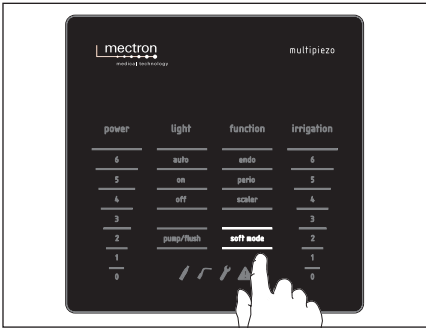 mectron
medical technology
multipiezo
power light function irrigation
6 auto endo 6
5 on perio 5
4 off scaler 4
3 3
2 pump/flush soft mode 2
1 1
0 0